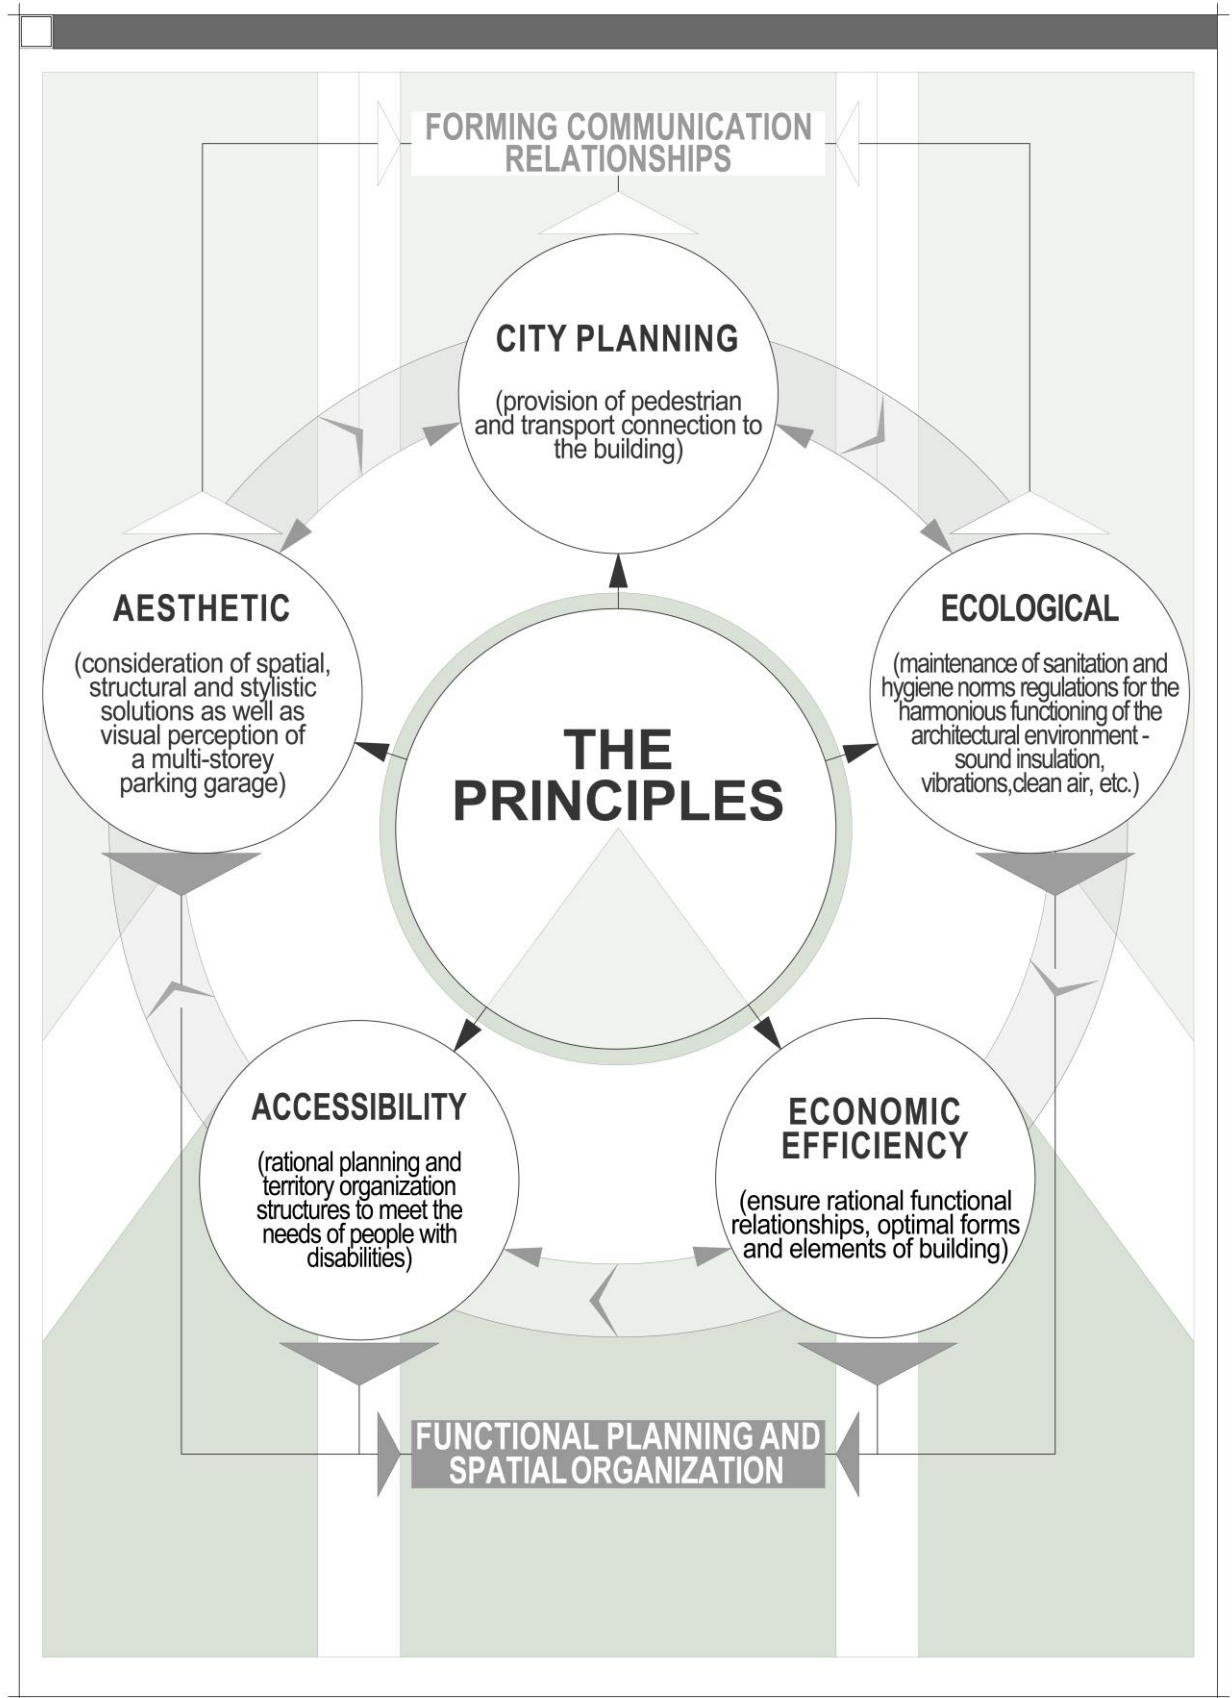 FORMING COMMUNICATION
RELATIONSHIPS
CITY PLANNING
(provision of pedestrian
and transport connection to
the building)
AESTHETIC
(consideration of spatial,
structural and stylistic
solutions as well as
visual perception of
a multi-storey
parking garage)
ECOLOGICAL
(maintenance of sanitation and
hygiene norms regulations for the
harmonious functioning of the
architectural environment -
sound insulation,
vibrations,clean air, etc.)
THE
PRINCIPLES
ACCESSIBILITY
(rational planning and
territory organization
structures to meet the
needs of people with
disabilities)
ECONOMIC
EFFICIENCY
(ensure rational functional
relationships, optimal forms
and elements of building)
FUNCTIONAL PLANNING AND
SPATIAL ORGANIZATION